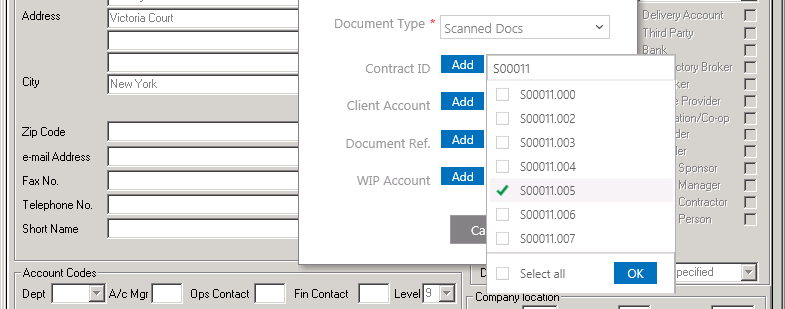 Address
Victoria Court
City
New York
Zip Code
e-mail Address
Fax No.
Telephone No.
Short Name
Document Type * Scanned Docs
Contract ID Add S00011
Client Account Add
Document Ref. Add
WIP Account Add
S00011.000
S00011.002
S00011.003
S00011.004
S00011.005
S00011.006
S00011.007
Select all OK
Ca
Delivery Account
Third Party
Bank
ctory Broker
ker
e Provider
ation/Co-op
der
der
Sponsor
Manager
Contractor
Person
Account Codes
Dept A/c Mgr Ops Contact Fin Contact Level 9
D
pecified
Company location